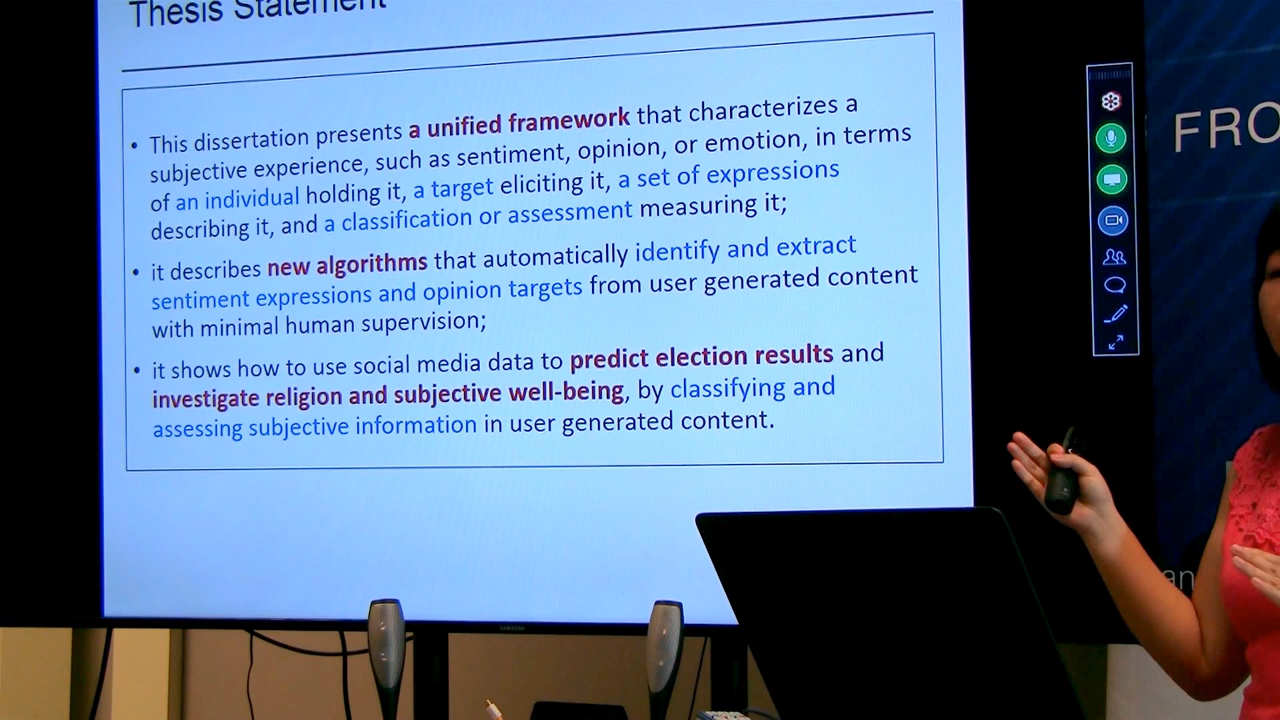 Thesis Statement
• This dissertation presents a unified framework that characterizes a
subjective experience, such as sentiment, opinion, or emotion, in terms
of an individual holding it, a target eliciting it, a set of expressions
describing it, and a classification or assessment measuring it;
• it describes new algorithms that automatically identify and extract
sentiment expressions and opinion targets from user generated content
with minimal human supervision;
• it shows how to use social media data to predict election results and
investigate religion and subjective well-being, by classifying and
assessing subjective information in user generated content.
FRO
an
SAMSUNG